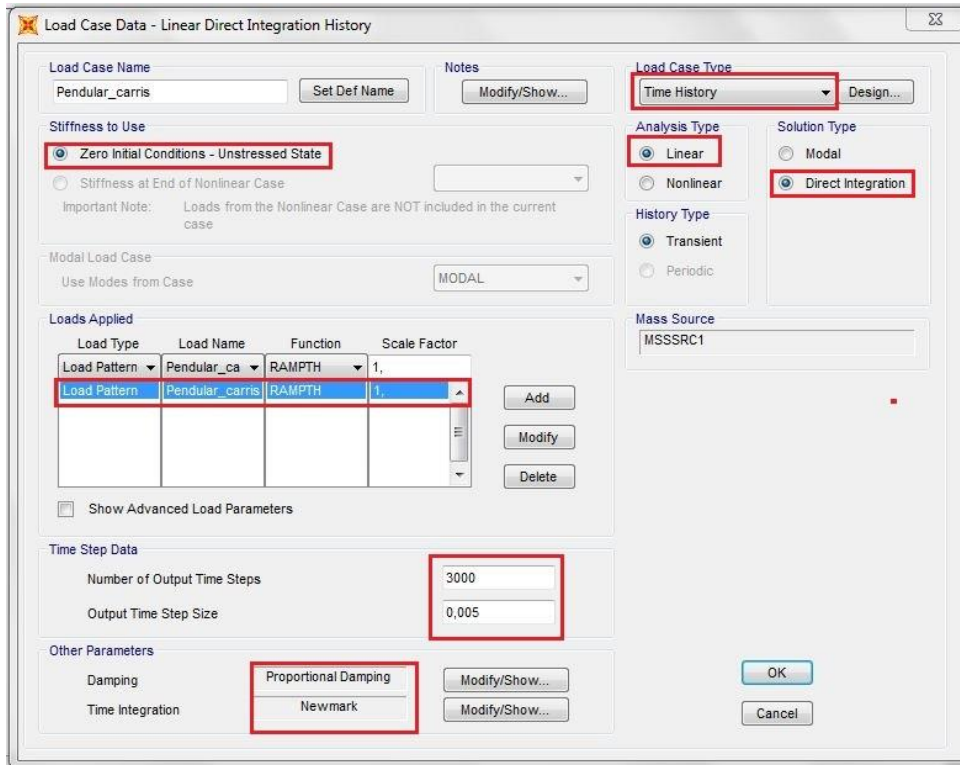 Load Case Data - Linear Direct Integration History
Load Case Name
Pendular_carris
Set Def Name
Notes
Modify/Show...
Load Case Type
Time History
Design...
Stiffness to Use
Zero Initial Conditions - Unstressed State
Stiffness at End of Nonlinear Case
Important Note: Loads from the Nonlinear Case are NOT included in the current
case
Analysis Type
Linear
Nonlinear
Solution Type
Modal
Direct Integration
History Type
Transient
Periodic
Modal Load Case
Use Modes from Case
MODAL
Loads Applied
Load Type Load Name Function Scale Factor
Load Pattern Pendular_ca RAMPTH 1,
Load Pattern Pendular_carris RAMPTH 1,
Add
Modify
Delete
Show Advanced Load Parameters
Mass Source
MSSSRC1
Time Step Data
Number of Output Time Steps 3000
Output Time Step Size 0,005
Other Parameters
Damping Proportional Damping Modify/Show...
Time Integration Newmark Modify/Show...
OK
Cancel